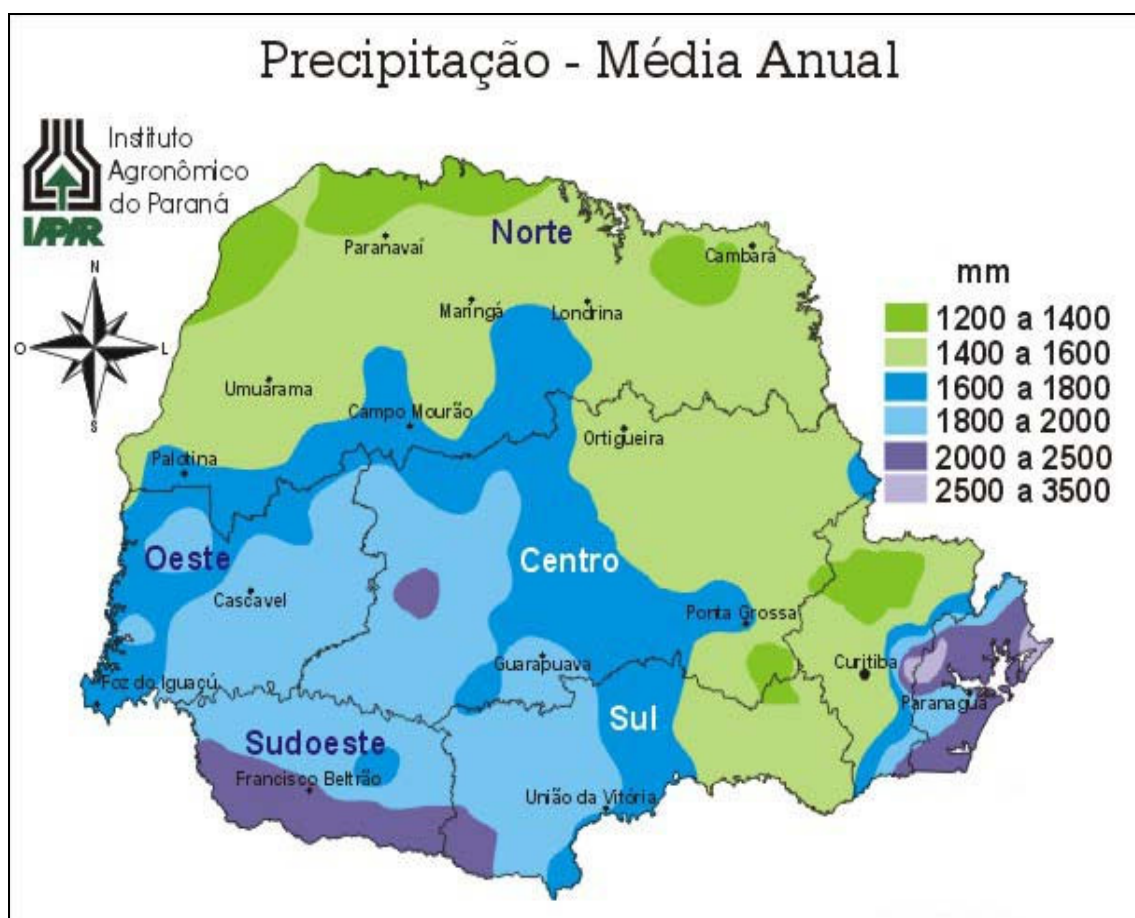 Precipitação - Média Anual
Instituto
Agronômico
do Paraná
IAPAR
N
O
L
S
Norte
Paranavaí
Cambará
Maringá
Londrina
Umuarama
Campo Mourão
Ortigueira
Palotina
Oeste
Centro
Cascavel
Ponta Grossa
Guarapuava
Curitiba
Foz do Iguaçú
Paranaguá
Sul
Sudoeste
Francisco Beltrão
União da Vitória
mm
1200 a 1400
1400 a 1600
1600 a 1800
1800 a 2000
2000 a 2500
2500 a 3500